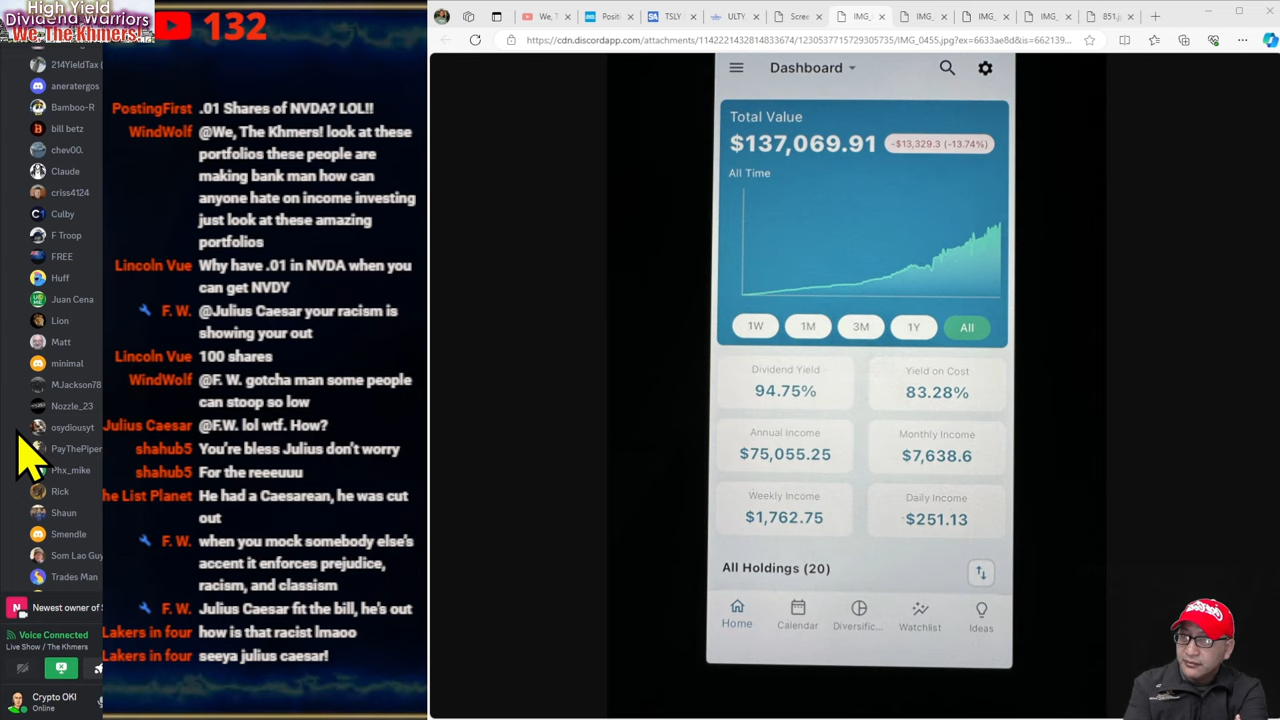 High Yield
Dividend Warriors
We, The Khmers!
132
214YieldTax (
aneratergos
Bamboo-R
bill betz
chev00.
Claude
criss4124
Culby
F Troop
FREE
Huff
Juan Cena
Lion
Matt
minimal
MJackson78
Nozzle_23
osydiousyt
PayThePiper
Phx_mike
Rick
Shaun
Smendle
Som Lao Guy
Trades Man
Newest owner of S
Voice Connected
Live Show / The Khmers
Crypto OKI
Online
PostingFirst .01 Shares of NVDA? LOL!!
WindWolf @We, The Khmers! look at these
portfolios these people are
making bank man how can
anyone hate on income investing
just look at these amazing
portfolios
Lincoln Vue Why have .01 in NVDA when you
can get NVDY
F. W. @Julius Caesar your racism is
showing your out
Lincoln Vue 100 shares
WindWolf @F. W. gotcha man some people
can stoop so low
Julius Caesar @F.W. lol wtf. How?
shahub5 You're bless Julius don't worry
shahub5 For the reeeuuu
he List Planet He had a Caesarean, he was cut
out
F. W. when you mock somebody else's
accent it enforces prejudice,
racism, and classism
F. W. Julius Caesar fit the bill, he's out
Lakers in four how is that racist lmaoo
Lakers in four seeya julius caesar!
We, T
Posit
TSLY
ULTY
Scree
IMG_
IMG_
IMG_
IMG_
851.j
https://cdn.discordapp.com/attachments/1142221432814833674/1230537715729305735/IMG_0455.jpg?ex=6633ae8d&is=662139...
Dashboard
Total Value
$137,069.91 -$13,329.3 (-13.74%)
All Time
1W 1M 3M 1Y All
Dividend Yield
94.75%
Yield on Cost
83.28%
Annual Income
$75,055.25
Monthly Income
$7,638.6
Weekly Income
$1,762.75
Daily Income
$251.13
All Holdings (20)
Home Calendar Diversific... Watchlist Ideas